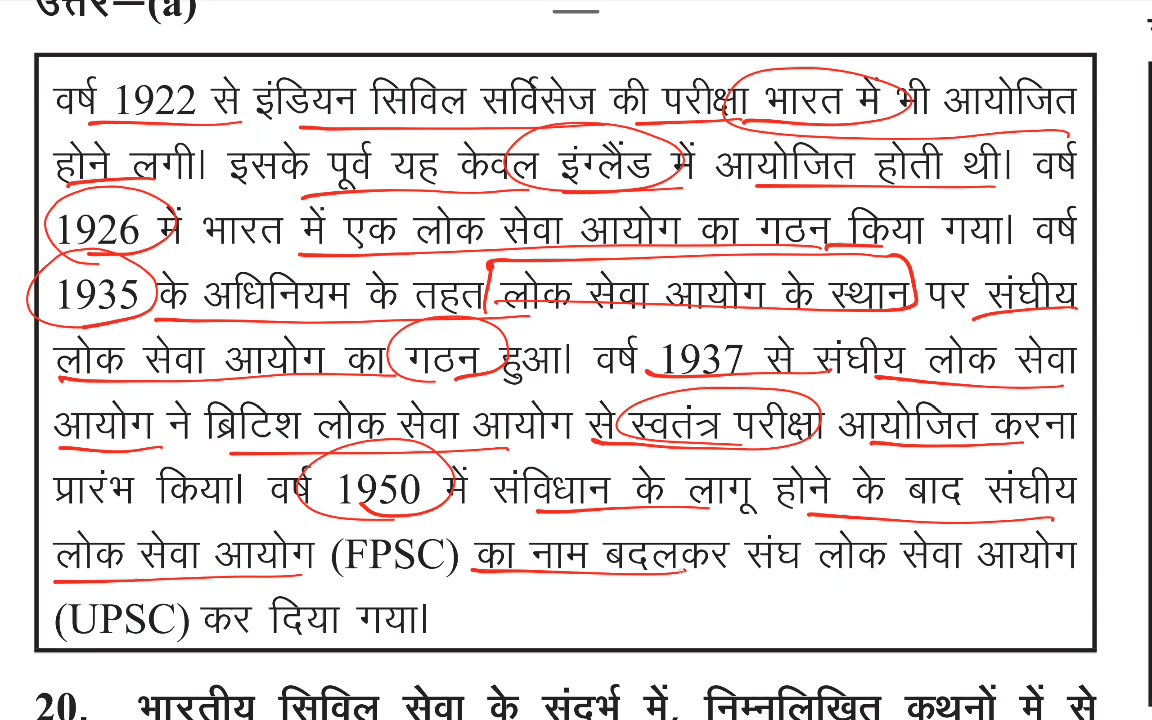 उत्तर—(a)
वर्ष 1922 से इंडियन सिविल सर्विसेज की परीक्षा भारत में भी आयोजित
होने लगी। इसके पूर्व यह केवल इंग्लैंड में आयोजित होती थी। वर्ष
1926 में भारत में एक लोक सेवा आयोग का गठन किया गया। वर्ष
1935 के अधिनियम के तहत लोक सेवा आयोग के स्थान पर संघीय
लोक सेवा आयोग का गठन हुआ। वर्ष 1937 से संघीय लोक सेवा
आयोग ने ब्रिटिश लोक सेवा आयोग से स्वतंत्र परीक्षा आयोजित करना
प्रारंभ किया। वर्ष 1950 में संविधान के लागू होने के बाद संघीय
लोक सेवा आयोग (FPSC) का नाम बदलकर संघ लोक सेवा आयोग
(UPSC) कर दिया गया।
20. भारतीय सिविल सेवा के संदर्भ में, निम्नलिखित कथनों में से